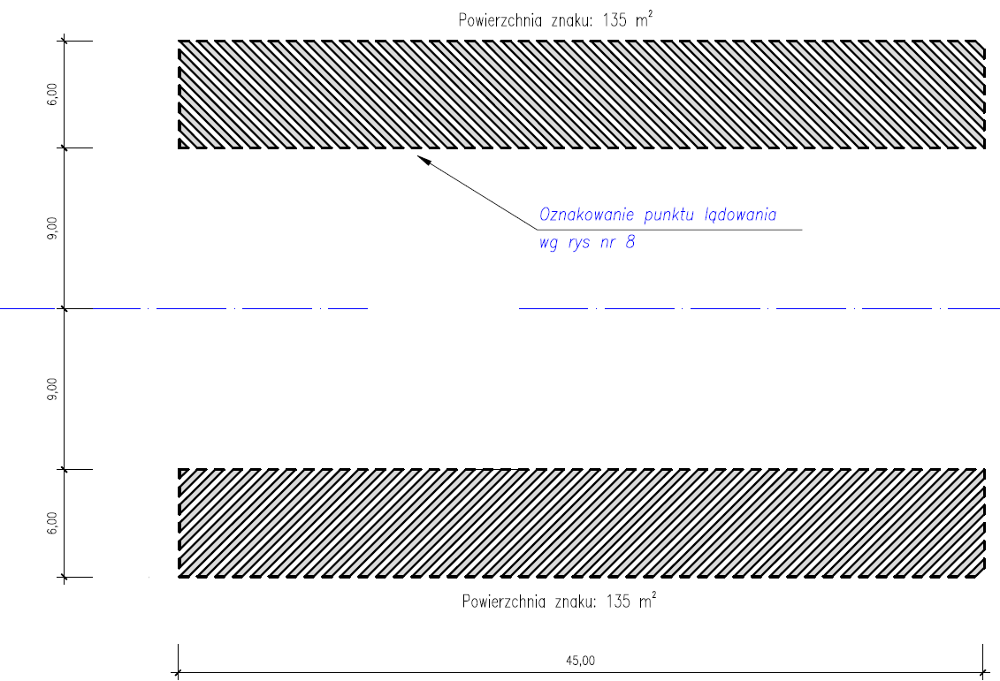 Powierzchnia znaku: 135 m²
6,00
9,00
Oznakowanie punktu lądowania
wg rys nr 8
9,00
6,00
Powierzchnia znaku: 135 m²
45,00